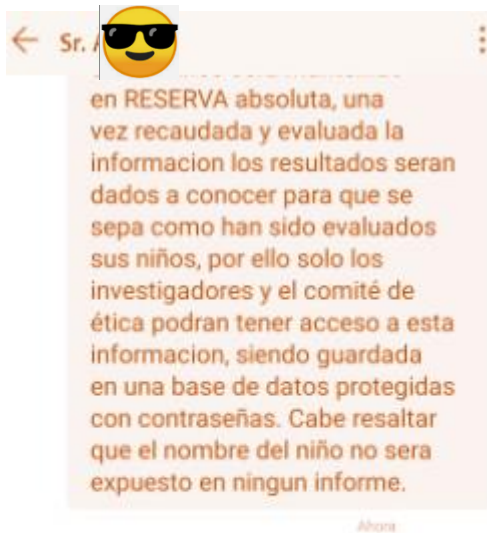 Sr.
en RESERVA absoluta, una
vez recaudada y evaluada la
informacion los resultados seran
dados a conocer para que se
sepa como han sido evaluados
sus niños, por ello solo los
investigadores y el comité de
ética podran tener acceso a esta
informacion, siendo guardada
en una base de datos protegidas
con contraseñas. Cabe resaltar
que el nombre del niño no sera
expuesto en ningun informe.
Ahora